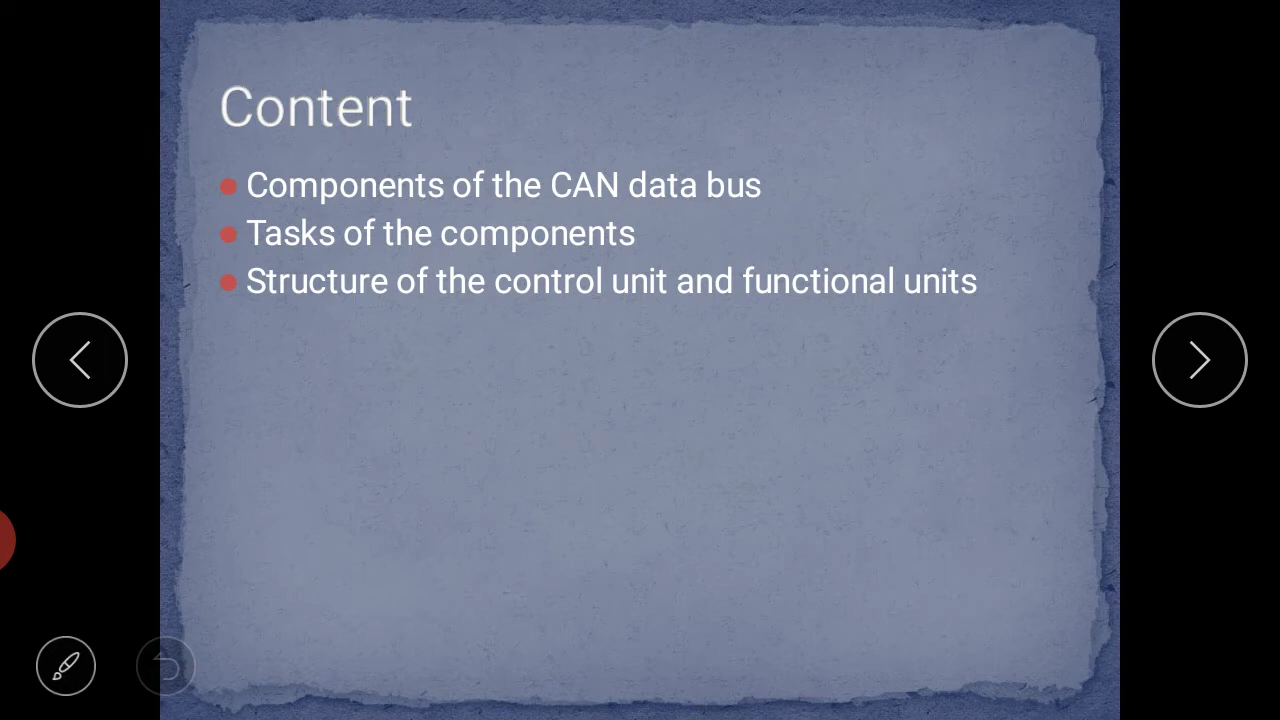 Content
Components of the CAN data bus
Tasks of the components
Structure of the control unit and functional units